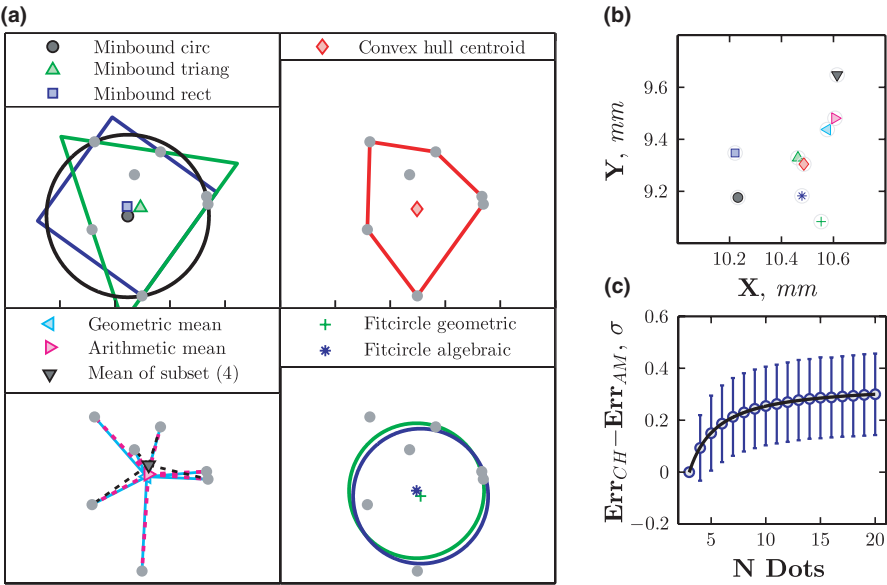 (a)
Minbound circ
Minbound triang
Minbound rect
Convex hull centroid
Geometric mean
Arithmetic mean
Mean of subset (4)
Fitcircle geometric
Fitcircle algebraic
(b)
9.6
9.4
9.2
Y, mm
10.2 10.4 10.6
X, mm
(c)
0.6
0.4
0.2
0
−0.2
Err_CH−Err_AM, σ
5 10 15 20
N Dots